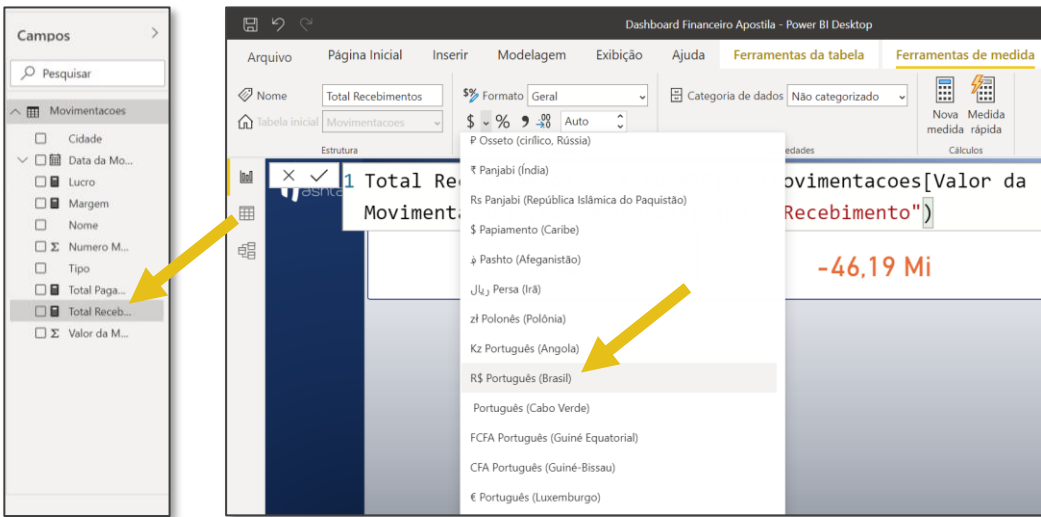 Campos
Pesquisar
Movimentacoes
Cidade
Data da Mo...
Lucro
Margem
Nome
Numero M...
Tipo
Total Paga...
Total Receb...
Valor da M...
Dashboard Financeiro Apostila - Power BI Desktop
Arquivo Página Inicial Inserir Modelagem Exibição Ajuda Ferramentas da tabela Ferramentas de medida
Nome Total Recebimentos $% Formato Geral Categoria de dados Não categorizado
Tabela inicial Movimentacoes $ % 9 Auto
Nova medida
Medida rápida
Estrutura
edades
Cálculos
₽ Osseto (cirílico, Rússia)
₹ Panjabi (Índia)
Rs Panjabi (República Islâmica do Paquistão)
$ Papiamento (Caribe)
؋ Pashto (Afeganistão)
ریال Persa (Irã)
zł Polonês (Polônia)
Kz Português (Angola)
R$ Português (Brasil)
Português (Cabo Verde)
FCFA Português (Guiné Equatorial)
CFA Português (Guiné-Bissau)
€ Português (Luxemburgo)
1 Total Re ovimentacoes[Valor da
Moviment Recebimento")
-46,19 Mi